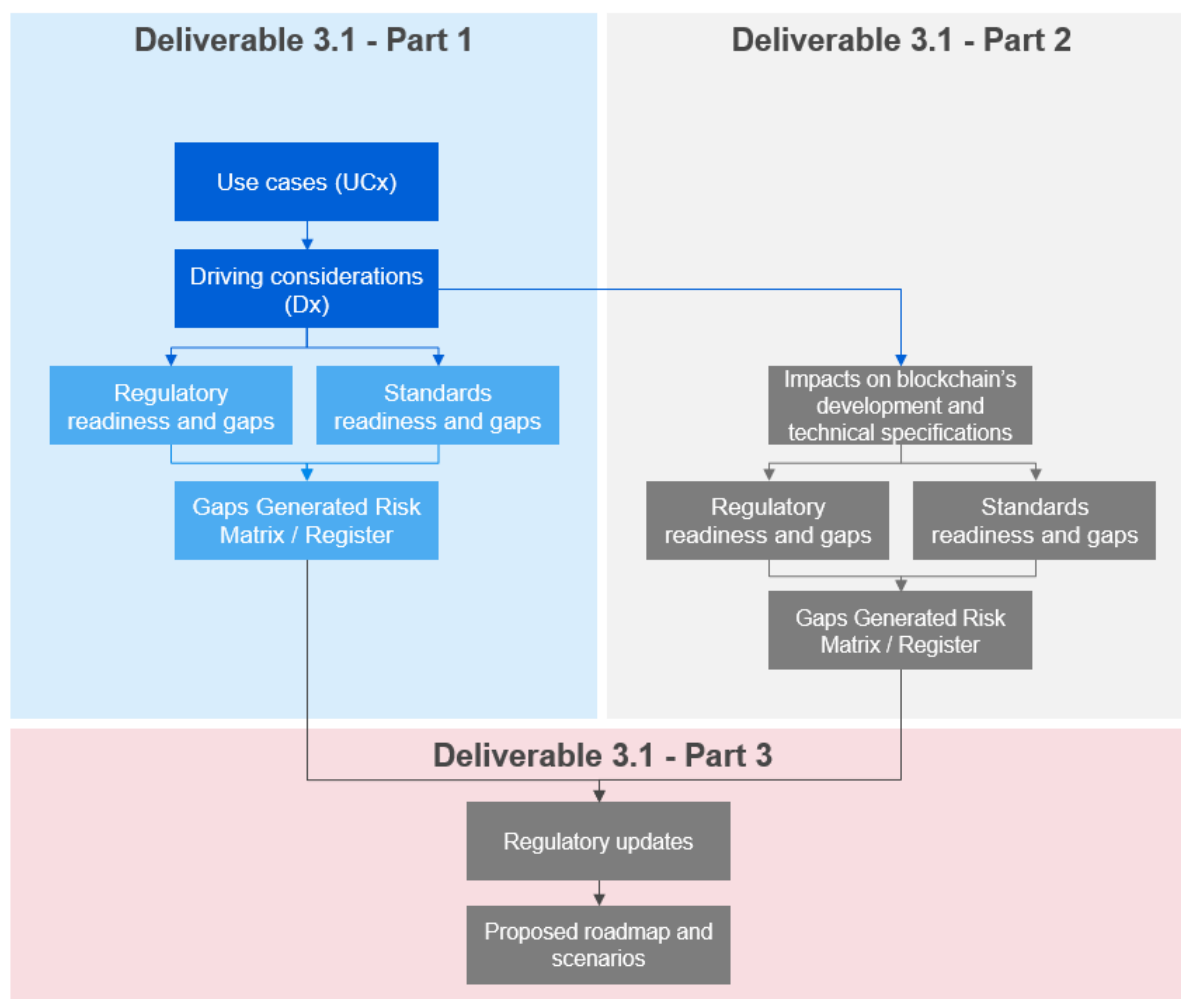 Deliverable 3.1 - Part 1
Use cases (UCx)
Driving considerations
(Dx)
Regulatory
readiness and gaps
Standards
readiness and gaps
Gaps Generated Risk
Matrix / Register
Deliverable 3.1 - Part 2
Impacts on blockchain’s
development and
technical specifications
Regulatory
readiness and gaps
Standards
readiness and gaps
Gaps Generated Risk
Matrix / Register
Deliverable 3.1 - Part 3
Regulatory updates
Proposed roadmap and
scenarios